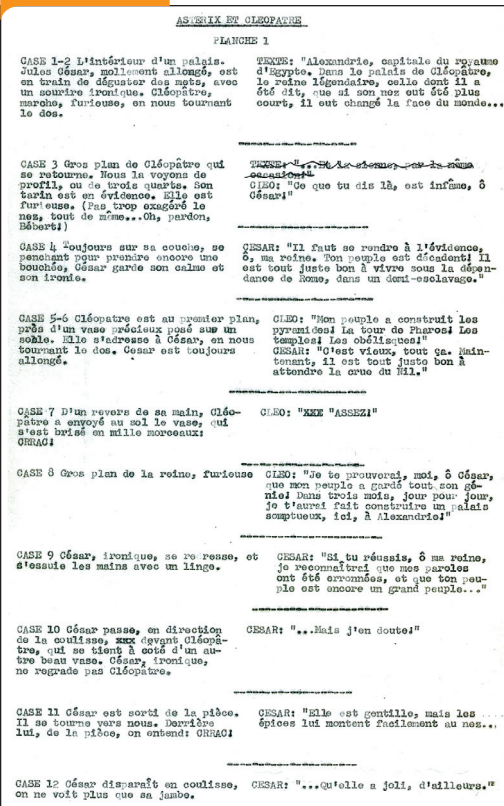 ASTERIX ET CLEOPATRE
PLANCHE 1
CASE 1-2 L'intérieur d'un palais.
Jules César, mollement allongé, est
en train de déguster des mets, avec
un sourire ironique. Cléopâtre,
marche, furieuse, en nous tournant
le dos.
TEXTE: "Alexandrie, capitale du royaume
d'Egypte. Dans le palais de Cléopâtre,
le reine légendaire, celle dont il a
été dit, que si son nez eut été plus
court, il eut changé la face du monde...
CASE 3 Gros plan de Cléopâtre qui
se retourne. Nous la voyons de
profil, ou de trois quarts. Son
tarin est en évidence. Elle est
furieuse. (Pas trop exagéré le
nez, tout de même...Oh, pardon,
Bébert!)
TEXTE: "...Et la sienne, par la même
occasion!"
CLEO: "Ce que tu dis là, est infâme, ô
César!"
CASE 4 Toujours sur sa couche, se
penchant pour prendre encore une
bouchée, César garde son calme et
son ironie.
CESAR: "Il faut se rendre à l'évidence,
ô, ma reine. Ton peuple est décadent! Il
est tout juste bon à vivre sous la dépen-
dance de Rome, dans un demi-esclavage."
CASE 5-6 Cléopatre est au premier plan,
près d'un vase précieux posé sur un
socle. Elle s'adresse à César, en nous
tournant le dos. Cesar est toujours
allongé.
CLEO: "Mon peuple a construit les
pyramides! La tour de Pharos! Les
temples! Les obélisques!"
CESAR: "C'est vieux, tout ça. Main-
tenant, il est tout juste bon à
attendre la crue du Nil."
CASE 7 D'un revers de sa main, Cléo-
pâtre a envoyé au sol le vase, qui
s'est brisé en mille morceaux:
CRRAC!
CLEO: "XXX "ASSEZ!"
CASE 8 Gros plan de la reine, furieuse
CLEO: "Je te prouverai, moi, ô César,
que mon peuple a gardé tout son gé-
nie! Dans trois mois, jour pour jour,
je t'aurai fait construire un palais
somptueux, ici, à Alexandrie!"
CASE 9 César, ironique, se redresse, et
s'essuie les mains avec un linge.
CESAR: "Si tu réussis, ô ma reine,
je reconnaîtrai que mes paroles
ont été erronnées, et que ton peu-
ple est encore un grand peuple..."
CASE 10 César passe, en direction
de la coulisse, xxx devant Cléopâ-
tre, qui se tient à coté d'un au-
tre beau vase. César, ironique,
ne regrade pas Cléopâtre.
CESAR: "...Mais j'en doute!"
CASE 11 César est sorti de la pièce.
Il se tourne vers nous. Derrière
lui, de la pièce, on entend: CRRAC!
CESAR: "Elle est gentille, mais les
épices lui montent facilement au nez...
CASE 12 César disparaît en coulisse,
on ne voit plus que sa jambe.
CESAR: "...Qu'elle a joli, d'ailleurs."